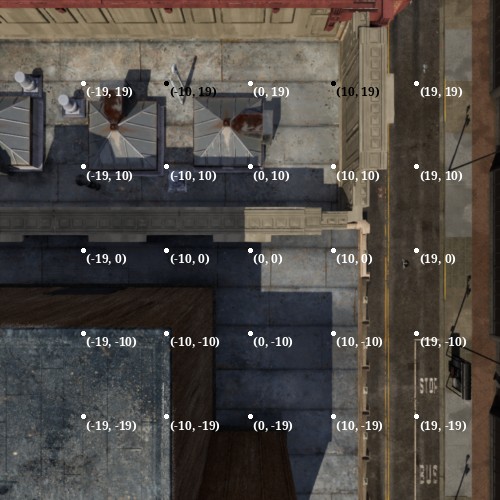 (-19, 19) (-10, 19) (0, 19) (10, 19) (19, 19)
(-19, 10) (-10, 10) (0, 10) (10, 10) (19, 10)
(-19, 0) (-10, 0) (0, 0) (10, 0) (19, 0)
(-19, -10) (-10, -10) (0, -10) (10, -10) (19, -10)
STOP
(-19, -19) (-10, -19) (0, -19) (10, -19) (19, -19)
BUS